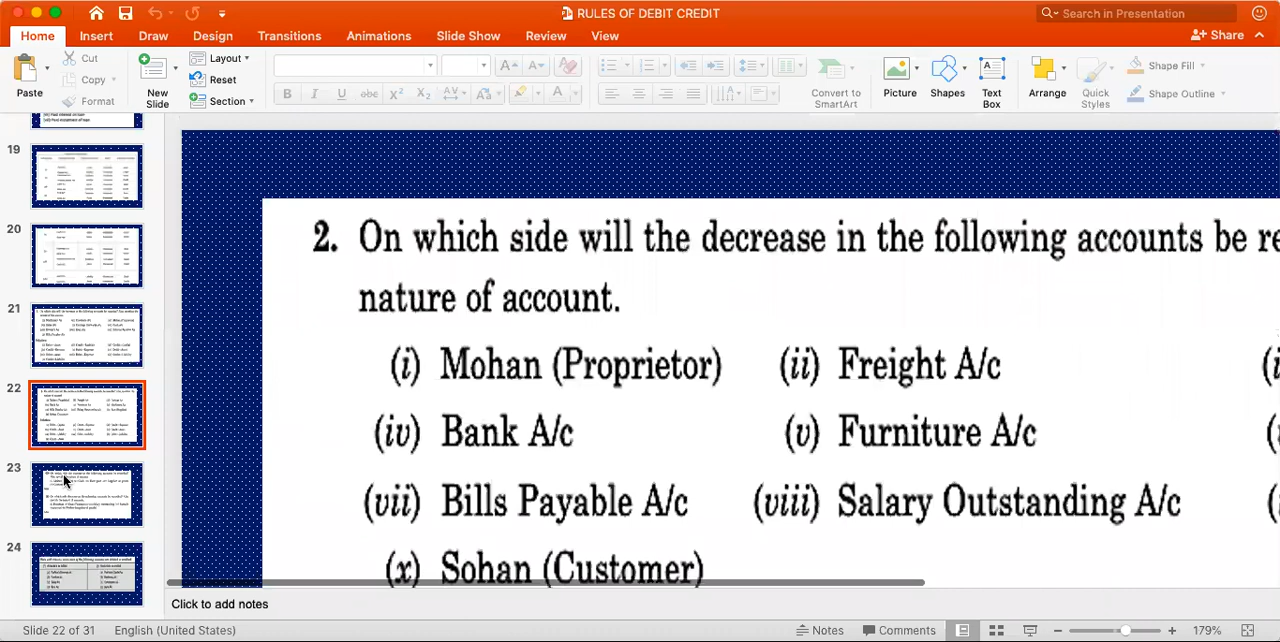 RULES OF DEBIT CREDIT
Search in Presentation
Home Insert Draw Design Transitions Animations Slide Show Review View Share
Paste Cut Copy Format
New Slide Layout Reset Section
Convert to SmartArt Picture Shapes Text Box Arrange Quick Styles Shape Fill Shape Outline
19
20
21
22
23
24
2. On which side will the decrease in the following accounts be re
nature of account.
(i) Mohan (Proprietor) (ii) Freight A/c
(iv) Bank A/c (v) Furniture A/c
(vii) Bills Payable A/c (viii) Salary Outstanding A/c
(x) Sohan (Customer)
Click to add notes
Slide 22 of 31 English (United States) Notes Comments 179%